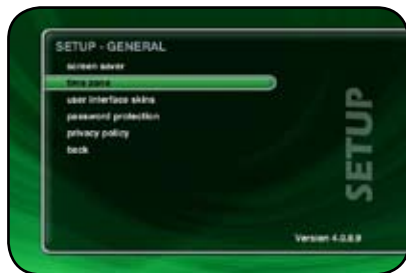 SETUP - GENERAL
screen saver
time zone
user interface skins
password protection
privacy policy
back
SETUP
Version 4.0.8.9